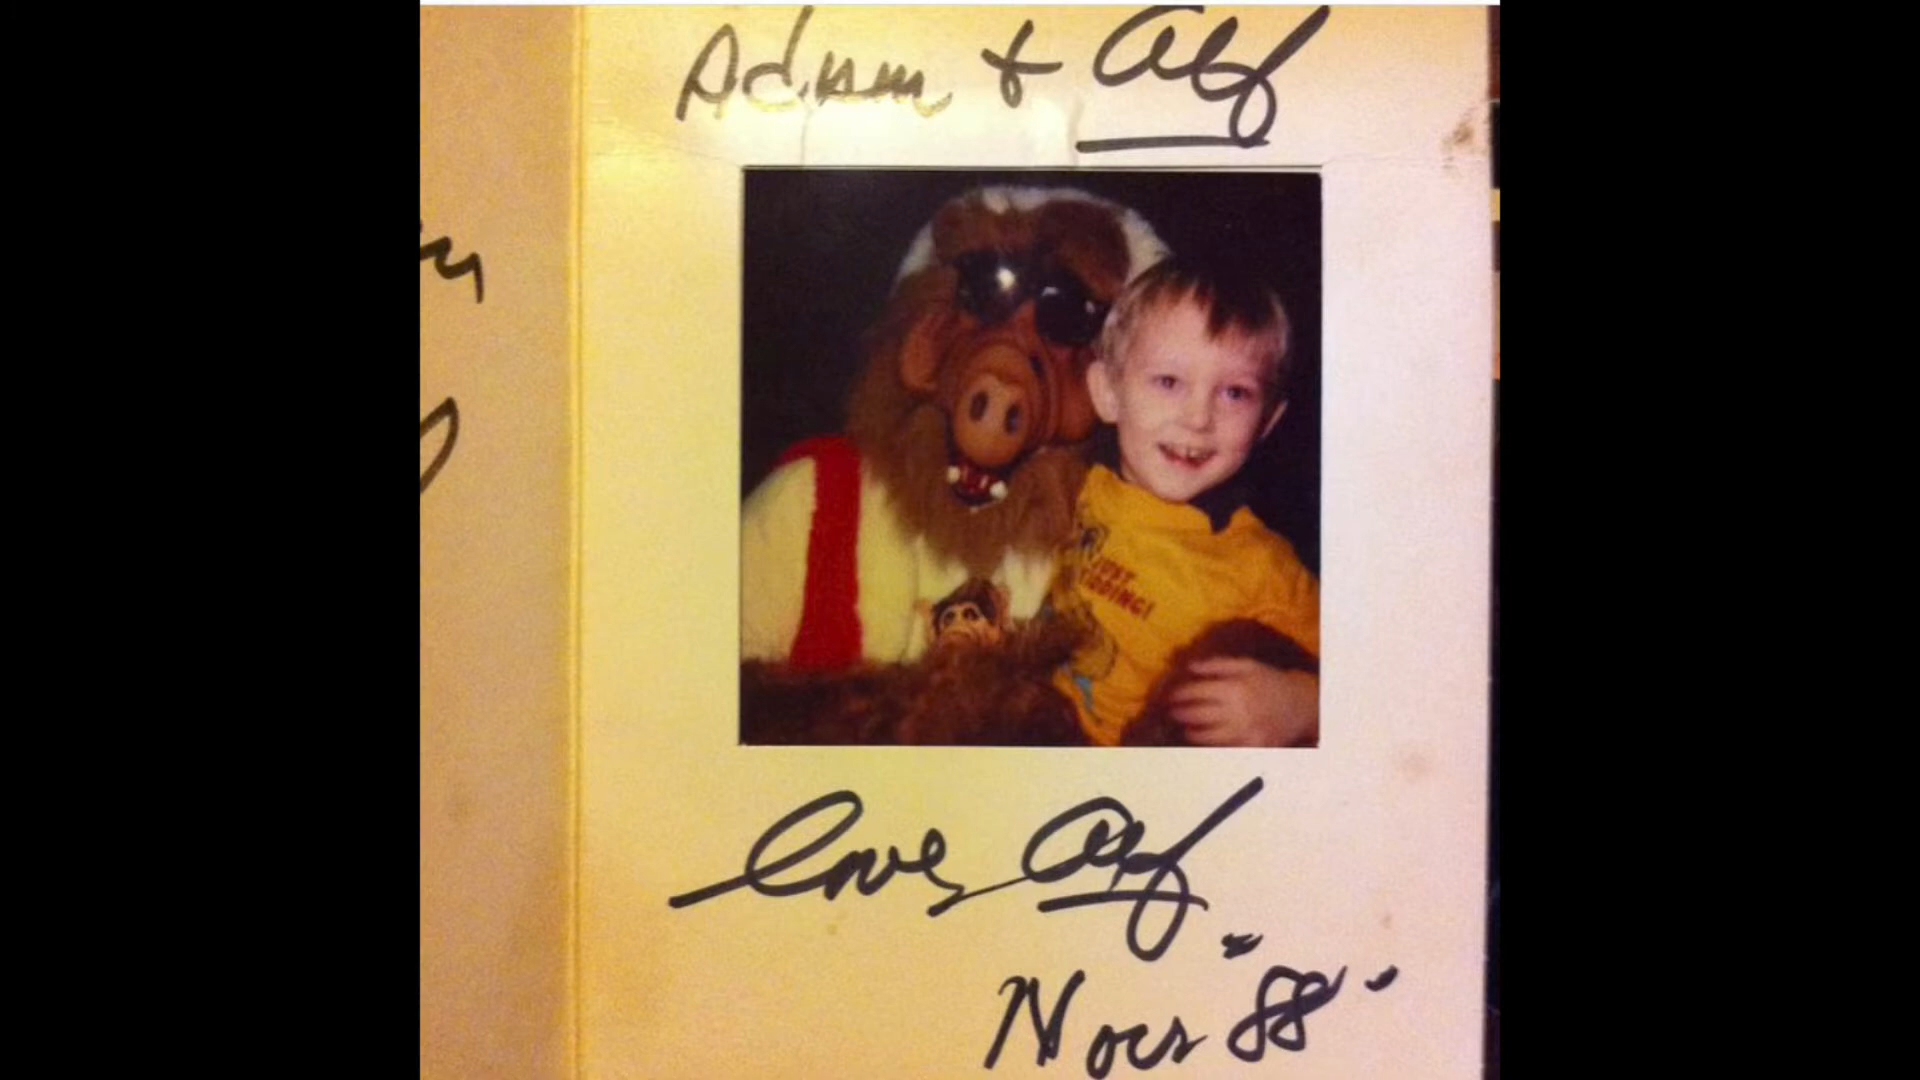 Adam + Alf
JUST
KIDDING!
Love, Alf
Nov "88"